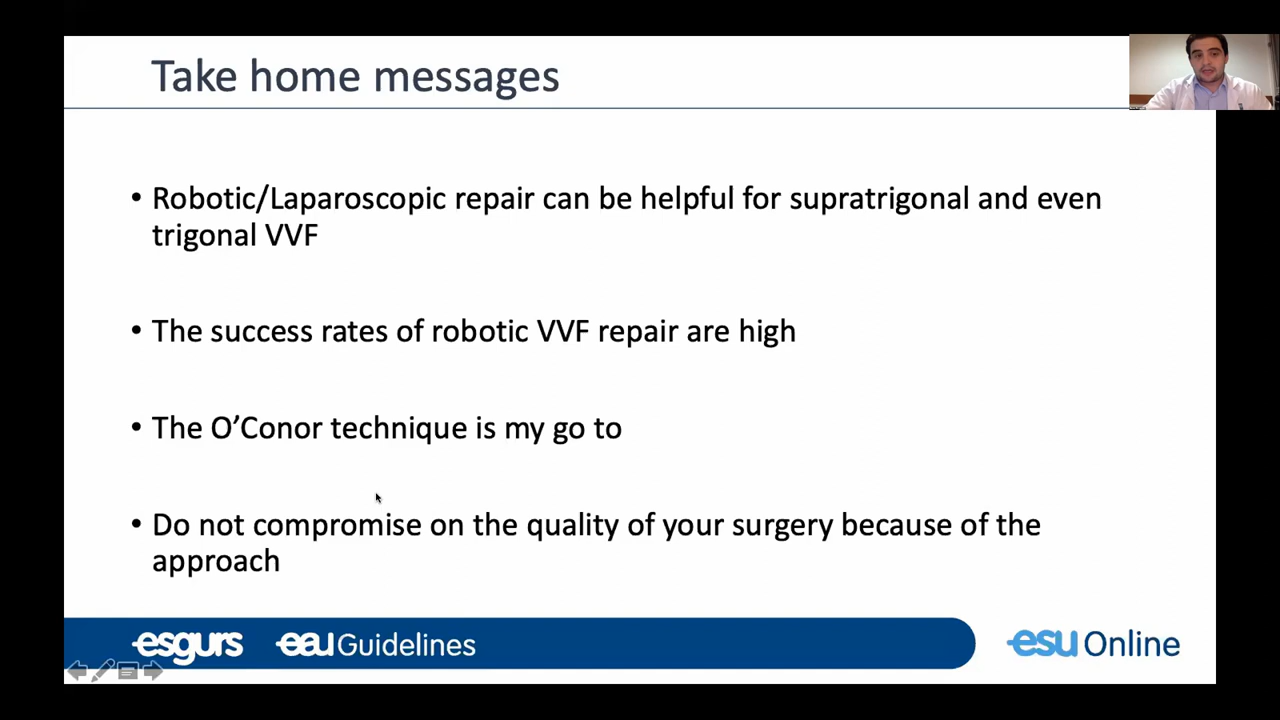 Take home messages
• Robotic/Laparoscopic repair can be helpful for supratrigonal and even
trigonal VVF
• The success rates of robotic VVF repair are high
• The O’Conor technique is my go to
• Do not compromise on the quality of your surgery because of the
approach
esgurs eau Guidelines esu Online